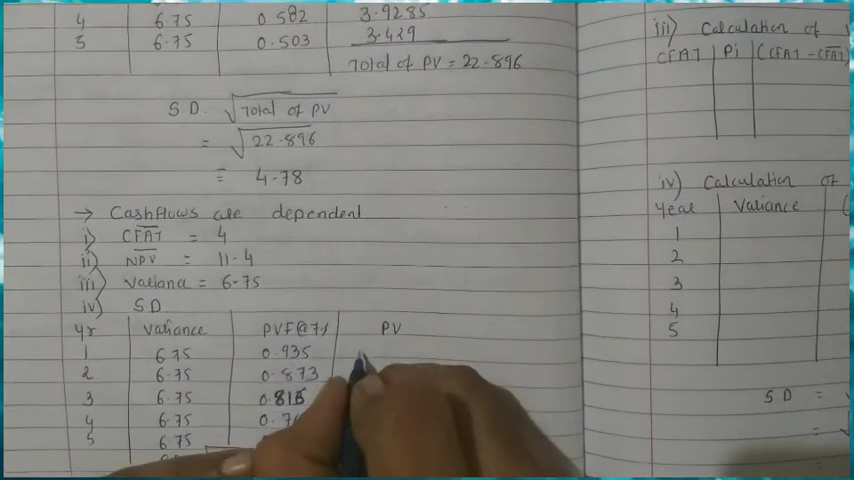 4 6.75 0.582 3.9285
5 6.75 0.503 3.429
Total of PV = 22.896
S D. √Total of PV
= √22.896
= 4.78
→ Cashflows are dependent
i) CFAT = 4
ii) NPV = 11.4
iii) Variance = 6.75
iv) SD
Yr Variance PVF@7% PV
1 6.75 0.935
2 6.75 0.873
3 6.75 0.816
4 6.75 0.7
5 6.75
iii) Calculation of
CFAT Pi (CFAT - CFAT)
iv) Calculation of
Year Variance
1
2
3
4
5
S D = √
= √
=